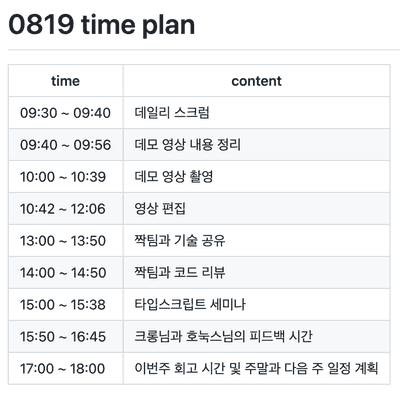 0819 time plan
time content
09:30 ~ 09:40 데일리 스크럼
09:40 ~ 09:56 데모 영상 내용 정리
10:00 ~ 10:39 데모 영상 촬영
10:42 ~ 12:06 영상 편집
13:00 ~ 13:50 짝팀과 기술 공유
14:00 ~ 14:50 짝팀과 코드 리뷰
15:00 ~ 15:38 타입스크립트 세미나
15:50 ~ 16:45 크롱님과 호눅스님의 피드백 시간
17:00 ~ 18:00 이번주 회고 시간 및 주말과 다음 주 일정 계획